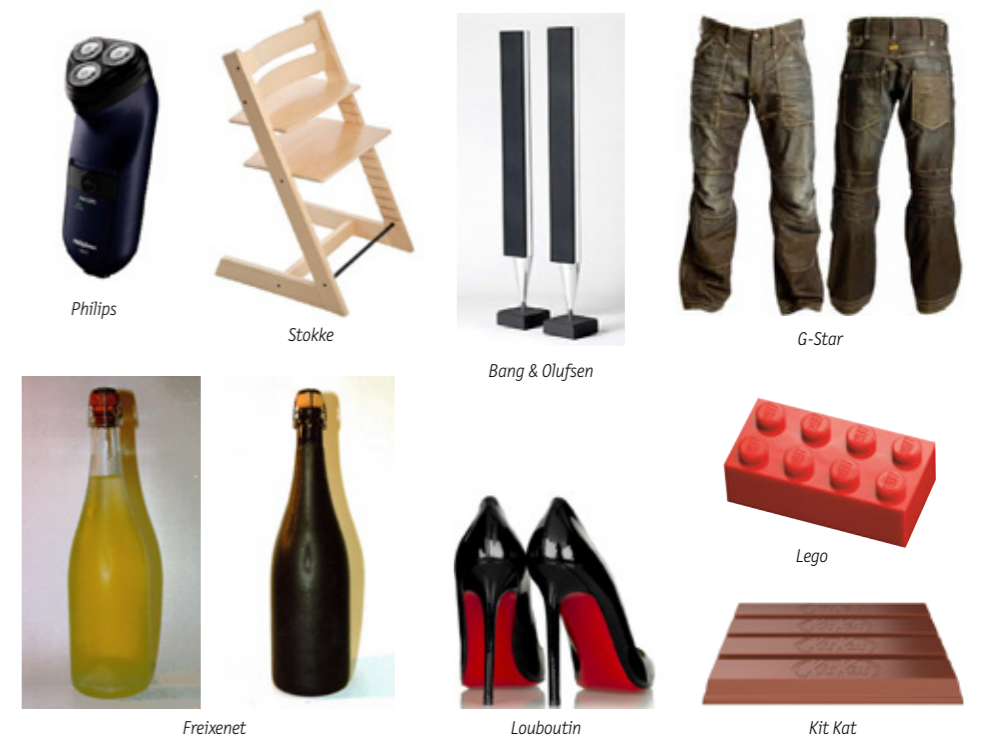 Philips
Stokke
Bang & Olufsen
G-Star
Freixenet
Louboutin
Lego
Kit Kat